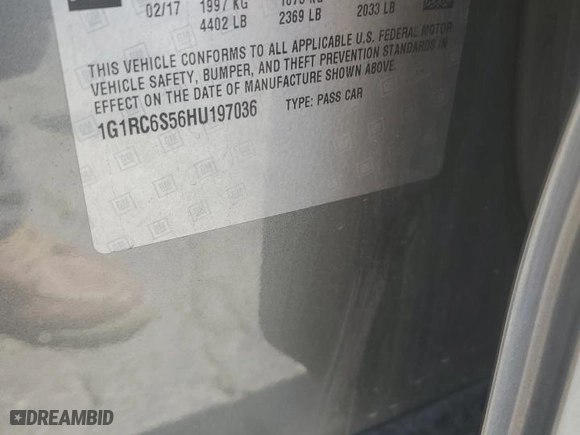 02/17 1997 KG 1075 KG
4402 LB 2369 LB 2033 LB
THIS VEHICLE CONFORMS TO ALL APPLICABLE U.S. FEDERAL MOTOR
VEHICLE SAFETY, BUMPER, AND THEFT PREVENTION STANDARDS IN
EFFECT ON THE DATE OF MANUFACTURE SHOWN ABOVE.
1G1RC6S56HU197036 TYPE: PASS CAR
DREAMBID